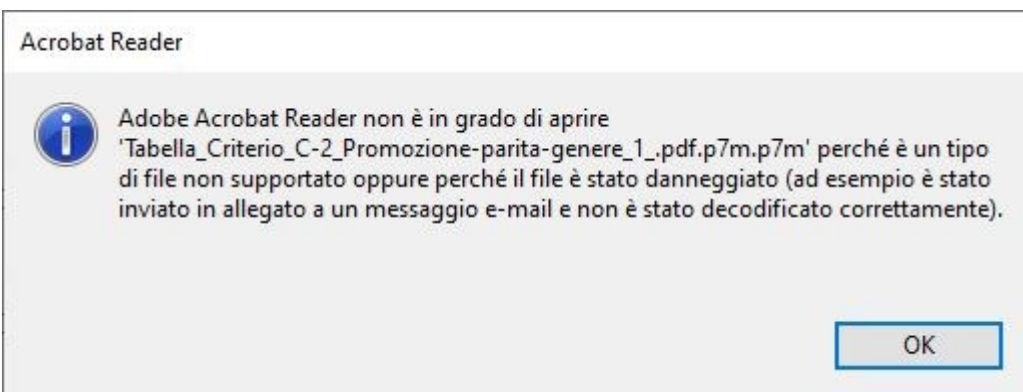 Acrobat Reader
Adobe Acrobat Reader non è in grado di aprire
'Tabella_Criterio_C-2_Promozione-parita-genere_1_.pdf.p7m.p7m' perché è un tipo
di file non supportato oppure perché il file è stato danneggiato (ad esempio è stato
inviato in allegato a un messaggio e-mail e non è stato decodificato correttamente).
OK